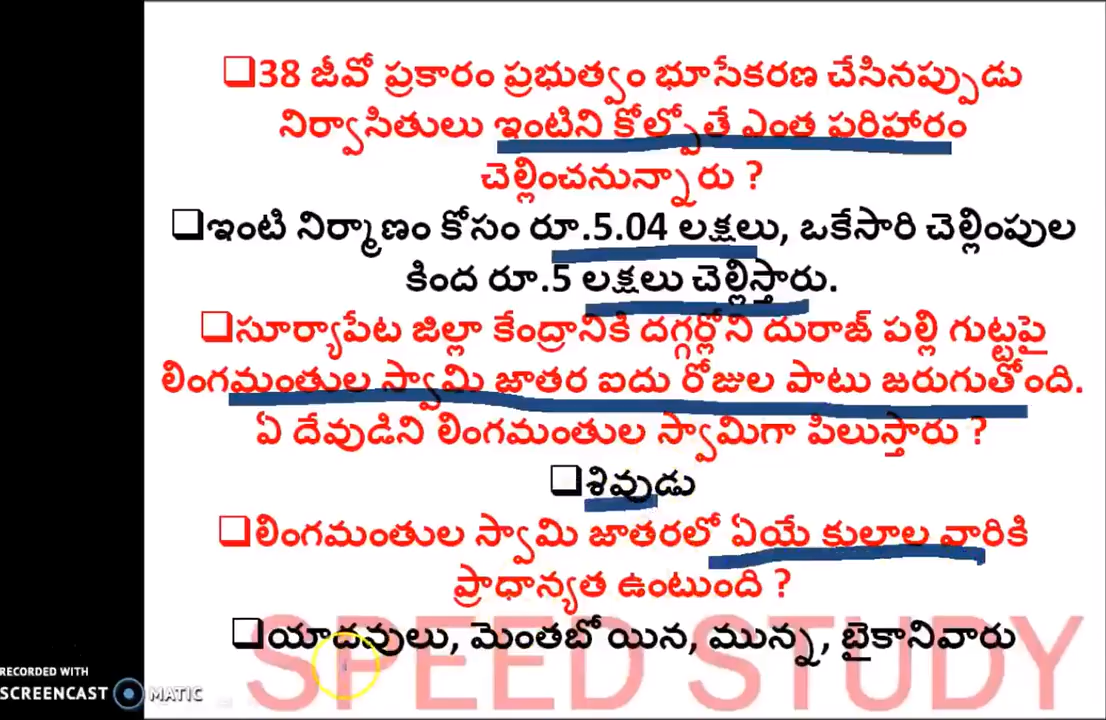 ❑38 జీవో ప్రకారం ప్రభుత్వం భూసేకరణ చేసినప్పుడు
నిర్వాసితులు ఇంటిని కోల్పోతే ఎంత పరిహారం
చెల్లించనున్నారు ?
❑ఇంటి నిర్మాణం కోసం రూ.5.04 లక్షలు, ఒకేసారి చెల్లింపుల
కింద రూ.5 లక్షలు చెల్లిస్తారు.
❑సూర్యాపేట జిల్లా కేంద్రానికి దగ్గర్లోని దురాజ్ పల్లి గుట్టపై
లింగమంతుల స్వామి జాతర ఐదు రోజుల పాటు జరుగుతోంది.
ఏ దేవుడిని లింగమంతుల స్వామిగా పిలుస్తారు ?
❑శివుడు
❑లింగమంతుల స్వామి జాతరలో ఏయే కులాల వారికి
ప్రాధాన్యత ఉంటుంది ?
❑యాదవులు, మెంతబోయిన, మున్న, బైకానివారు
SPEED STUDY
RECORDED WITH
SCREENCAST MATIC